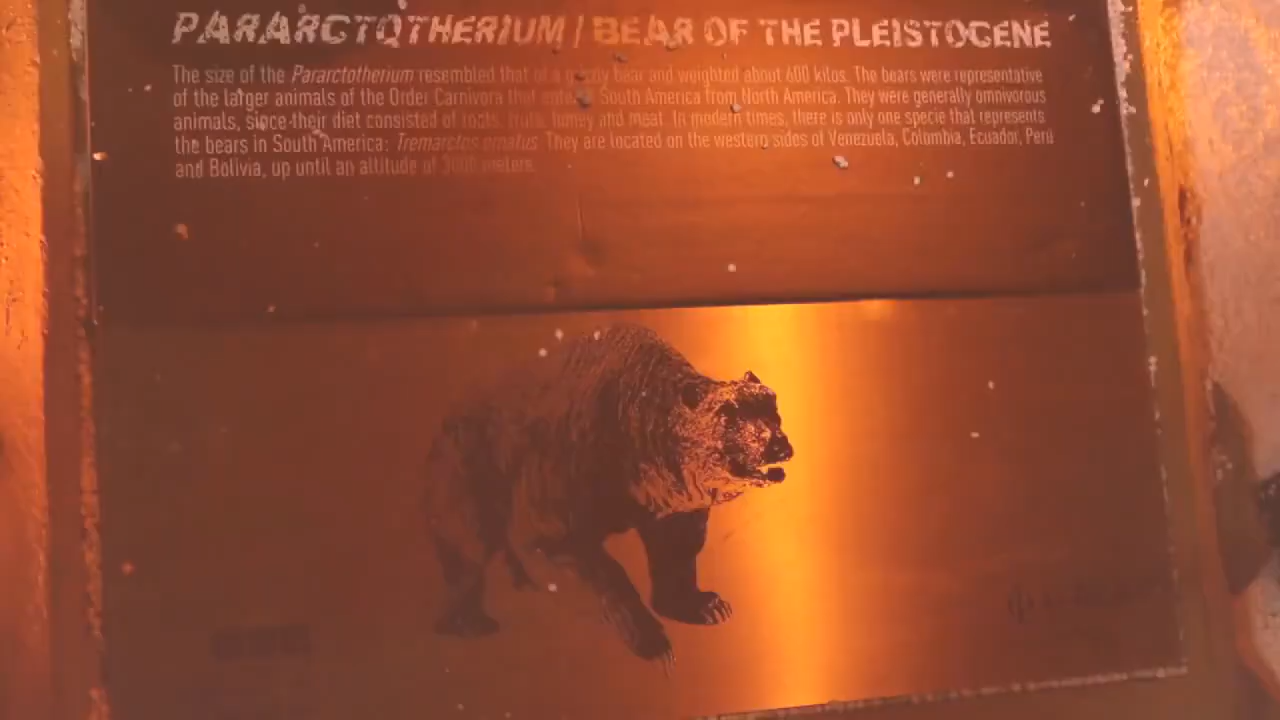 PARARCTOTHERIUM | BEAR OF THE PLEISTOCENE
The size of the Pararctotherium resembled that of a grizzly bear and weighted about 600 kilos. The bears were representative
of the larger animals of the Order Carnivora that entered South America from North America. They were generally omnivorous
animals, since their diet consisted of roots, fruits, honey and meat. In modern times, there is only one specie that represents
the bears in South America: Tremarctos ornatus. They are located on the western sides of Venezuela, Colombia, Ecuador, Perú
and Bolivia, up until an altitude of 3000 meters.